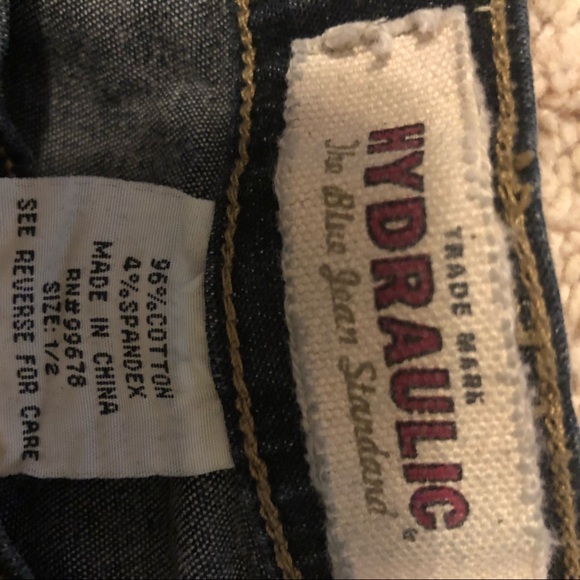 TRADE MARK
HYDRAULIC
The Blue Jean Standard
96%COTTON
4%SPANDEX
MADE IN CHINA
RN#99678
SIZE: 1/2
SEE REVERSE FOR CARE